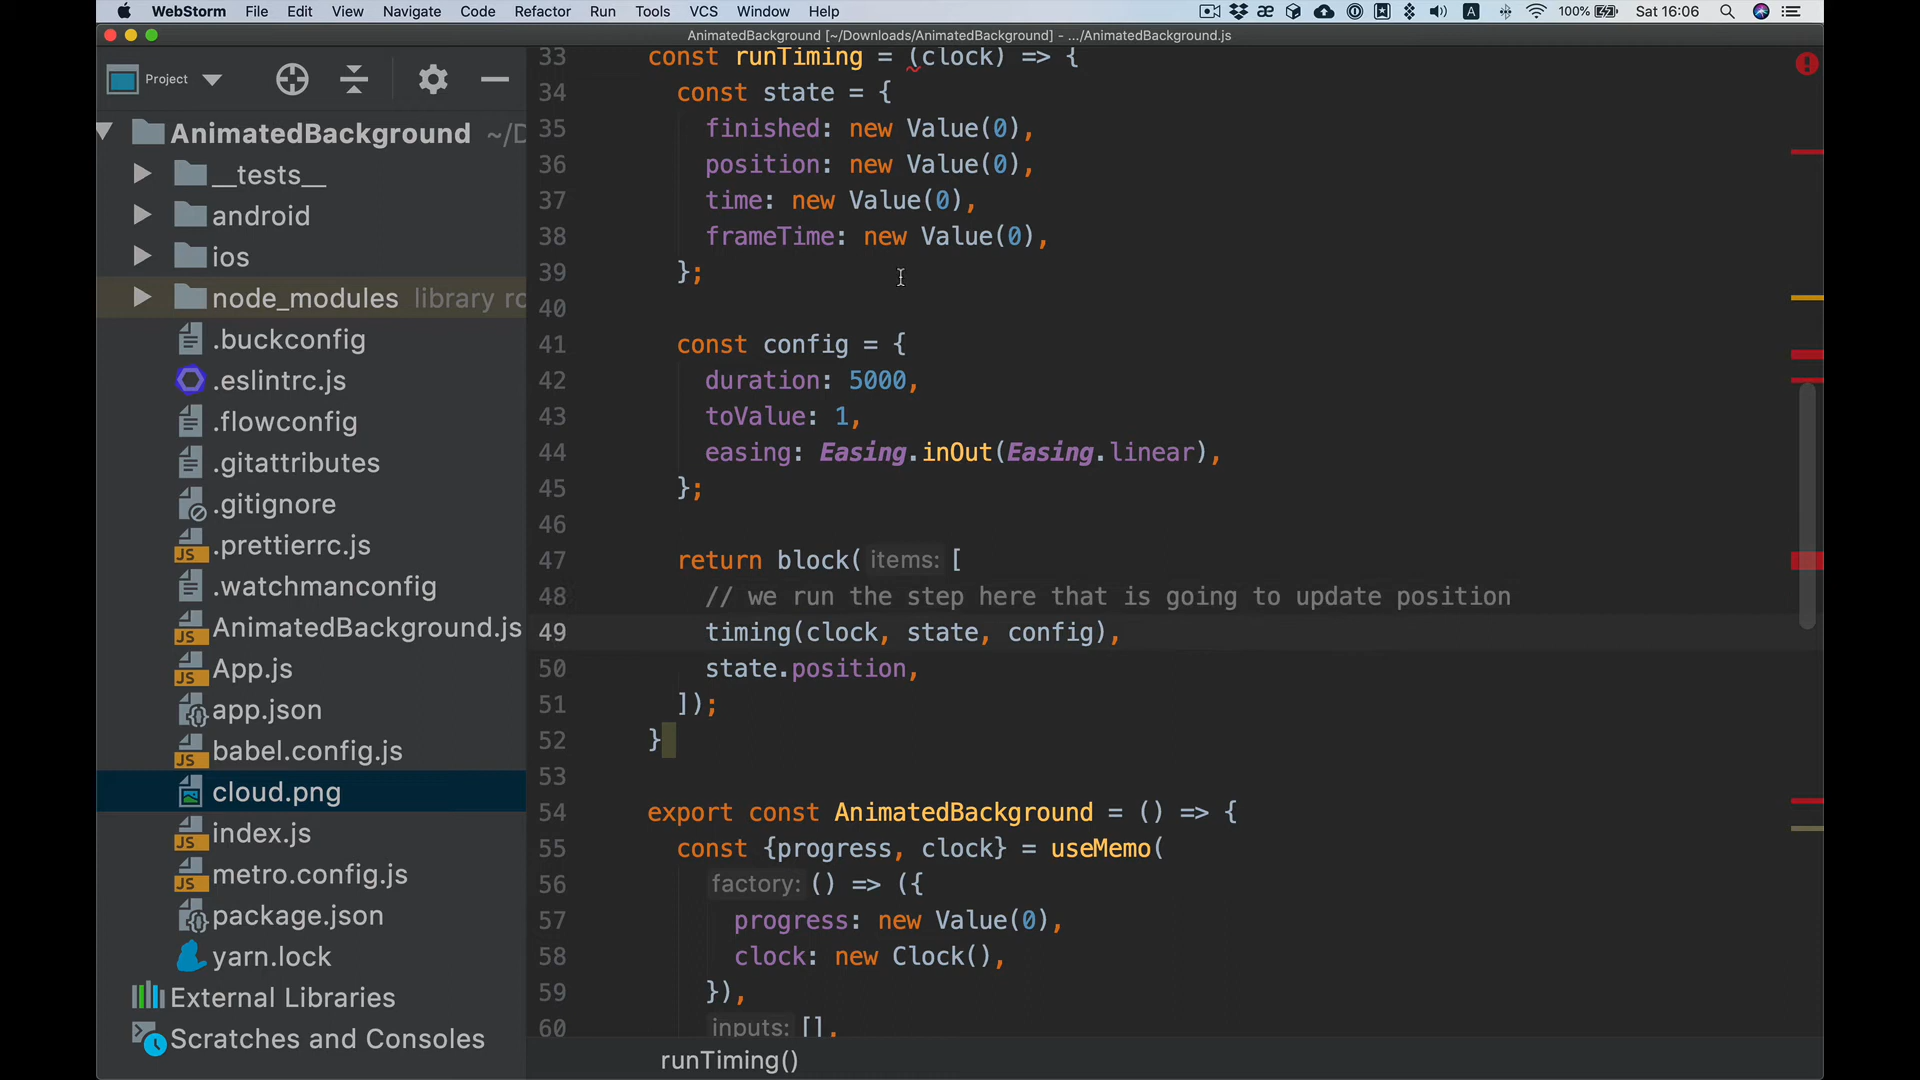 WebStorm File Edit View Navigate Code Refactor Run Tools VCS Window Help 100% Sat 16:06
AnimatedBackground [~/Downloads/AnimatedBackground] - .../AnimatedBackground.js
Project
AnimatedBackground ~/D
__tests__
android
ios
node_modules library ro
.buckconfig
.eslintrc.js
.flowconfig
.gitattributes
.gitignore
.prettierrc.js
.watchmanconfig
AnimatedBackground.js
App.js
app.json
babel.config.js
cloud.png
index.js
metro.config.js
package.json
yarn.lock
External Libraries
Scratches and Consoles
33 const runTiming = (clock) => {
34 const state = {
35 finished: new Value(0),
36 position: new Value(0),
37 time: new Value(0),
38 frameTime: new Value(0),
39 };
40
41 const config = {
42 duration: 5000,
43 toValue: 1,
44 easing: Easing.inOut(Easing.linear),
45 };
46
47 return block( items: [
48 // we run the step here that is going to update position
49 timing(clock, state, config),
50 state.position,
51 ]);
52 }
53
54 export const AnimatedBackground = () => {
55 const {progress, clock} = useMemo(
56 factory: () => ({
57 progress: new Value(0),
58 clock: new Clock(),
59 }),
60 inputs: [],
runTiming()